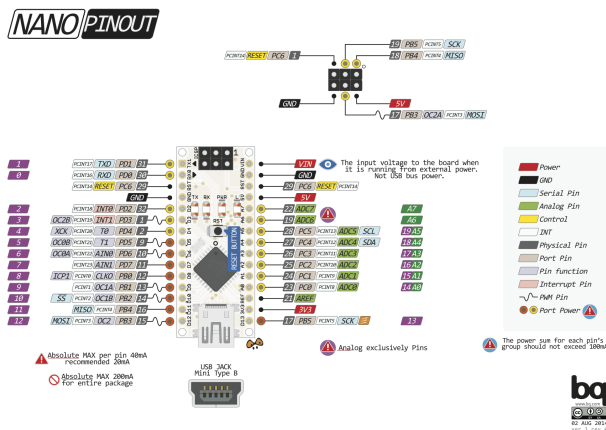 NANO PINOUT
19 PB5 PCINT5 SCK
PCINT14 RESET PC6 1
18 PB4 PCINT4 MISO
GND
5V
17 PB3 OC2A PCINT3 MOSI
1 PCINT17 TXD PD1 31
0 PCINT16 RXD PD0 30
PCINT14 RESET PC6 29
GND
2 PCINT18 INT0 PD2 32
3 OC2B PCINT19 INT1 PD3 1
4 XCK PCINT20 T0 PD4 2
5 OC0B PCINT21 T1 PD5 9
6 OC0A PCINT22 AIN0 PD6 10
7 PCINT23 AIN1 PD7 11
8 ICP1 PCINT0 CLKO PB0 12
9 PCINT1 OC1A PB1 13
10 SS PCINT2 OC1B PB2 14
11 MISO PCINT4 PB4 16
12 MOSI PCINT3 OC2 PB3 15
TX RX PWR L
RST
RESET BUTTON
VIN
The input voltage to the board when
it is running from external power.
Not USB bus power.
GND
29 PC6 RESET PCINT14
5V
22 ADC7 A7
19 ADC6 A6
28 PC5 PCINT13 ADC5 SCL 19 A5
27 PC4 PCINT12 ADC4 SDA 18 A4
26 PC3 PCINT11 ADC3 17 A3
25 PC2 PCINT10 ADC2 16 A2
24 PC1 PCINT9 ADC1 15 A1
23 PC0 PCINT8 ADC0 14 A0
21 AREF
3V3
17 PB5 PCINT5 SCK 13
Power
GND
Serial Pin
Analog Pin
Control
INT
Physical Pin
Port Pin
Pin function
Interrupt Pin
PWM Pin
Port Power
The power sum for each pin's
group should not exceed 100mA
Analog exclusively Pins
Absolute MAX per pin 40mA
recommended 20mA
Absolute MAX 200mA
for entire package
USB JACK
Mini Type B
bq
www.bq.com
02 AUG 2014